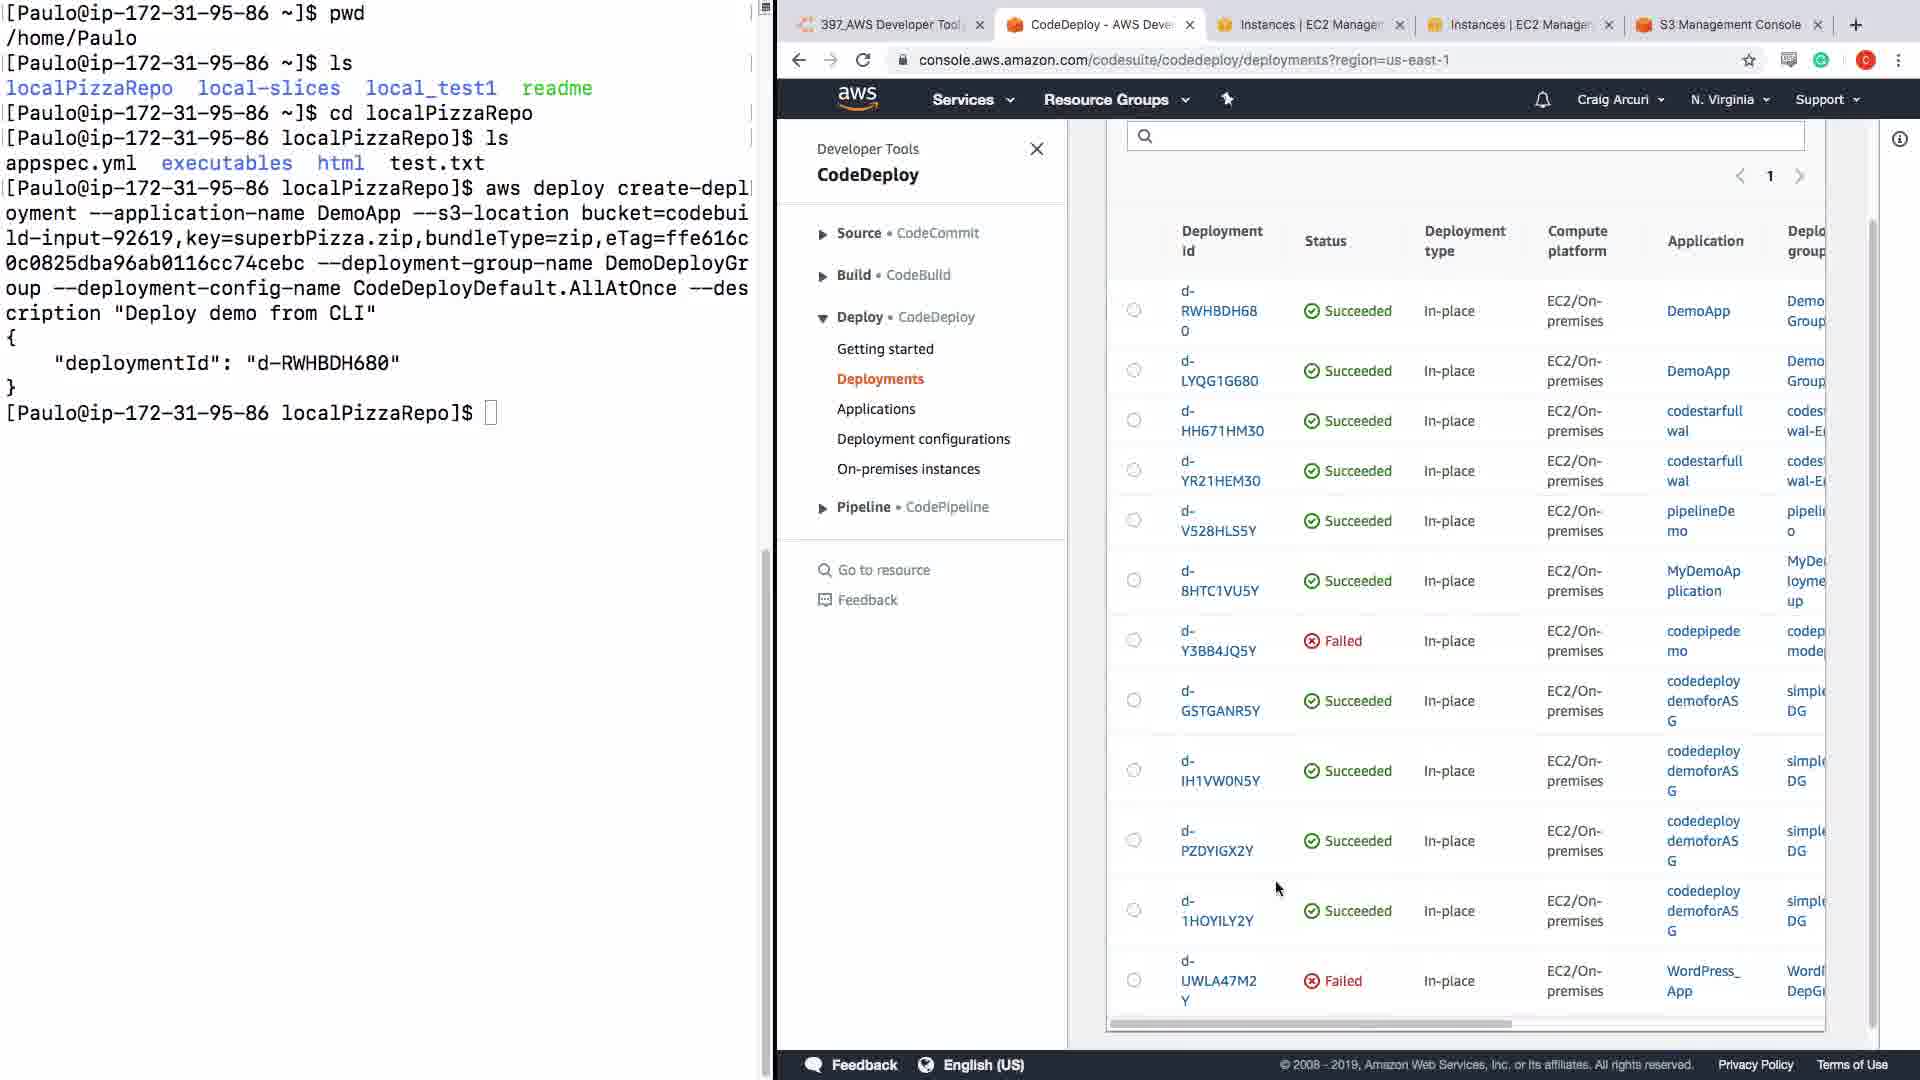 [Paulo@ip-172-31-95-86 ~]$ pwd
/home/Paulo
[Paulo@ip-172-31-95-86 ~]$ ls
localPizzaRepo  local-slices  local_test1  readme
[Paulo@ip-172-31-95-86 ~]$ cd localPizzaRepo
[Paulo@ip-172-31-95-86 localPizzaRepo]$ ls
appspec.yml  executables  html  test.txt
[Paulo@ip-172-31-95-86 localPizzaRepo]$ aws deploy create-depl
oyment --application-name DemoApp --s3-location bucket=codebui
ld-input-92619,key=superbPizza.zip,bundleType=zip,eTag=ffe616c
0c0825dba96ab0116cc74cebc --deployment-group-name DemoDeployGr
oup --deployment-config-name CodeDeployDefault.AllAtOnce --des
cription "Deploy demo from CLI"
{
    "deploymentId": "d-RWHBDH680"
}
[Paulo@ip-172-31-95-86 localPizzaRepo]$
397_AWS Developer Tool
CodeDeploy - AWS Deve
Instances | EC2 Managem
Instances | EC2 Manager
S3 Management Console
console.aws.amazon.com/codesuite/codedeploy/deployments?region=us-east-1
C
aws
Services
Resource Groups
Craig Arcuri
N. Virginia
Support
Developer Tools
CodeDeploy
Source • CodeCommit
Build • CodeBuild
Deploy • CodeDeploy
Getting started
Deployments
Applications
Deployment configurations
On-premises instances
Pipeline • CodePipeline
Go to resource
Feedback
1
Deployment Id
Status
Deployment type
Compute platform
Application
Deplo group
d-RWHBDH680 Succeeded In-place EC2/On-premises DemoApp Demo Group
d-LYQG1G680 Succeeded In-place EC2/On-premises DemoApp Demo Group
d-HH671HM30 Succeeded In-place EC2/On-premises codestarfullwal codes wal-E
d-YR21HEM30 Succeeded In-place EC2/On-premises codestarfullwal codes wal-E
d-V528HLS5Y Succeeded In-place EC2/On-premises pipelineDemo pipeli o
d-8HTC1VU5Y Succeeded In-place EC2/On-premises MyDemoApplication MyDe loyme up
d-Y3BB4JQ5Y Failed In-place EC2/On-premises codepipedemo codep mode
d-GSTGANR5Y Succeeded In-place EC2/On-premises codedeploydemoforASG simple DG
d-IH1VW0N5Y Succeeded In-place EC2/On-premises codedeploydemoforASG simple DG
d-PZDYIGX2Y Succeeded In-place EC2/On-premises codedeploydemoforASG simple DG
d-1HOYILY2Y Succeeded In-place EC2/On-premises codedeploydemoforASG simple DG
d-UWLA47M2Y Failed In-place EC2/On-premises WordPress_App Word DepG
Feedback
English (US)
© 2008 - 2019, Amazon Web Services, Inc. or its affiliates. All rights reserved.
Privacy Policy
Terms of Use